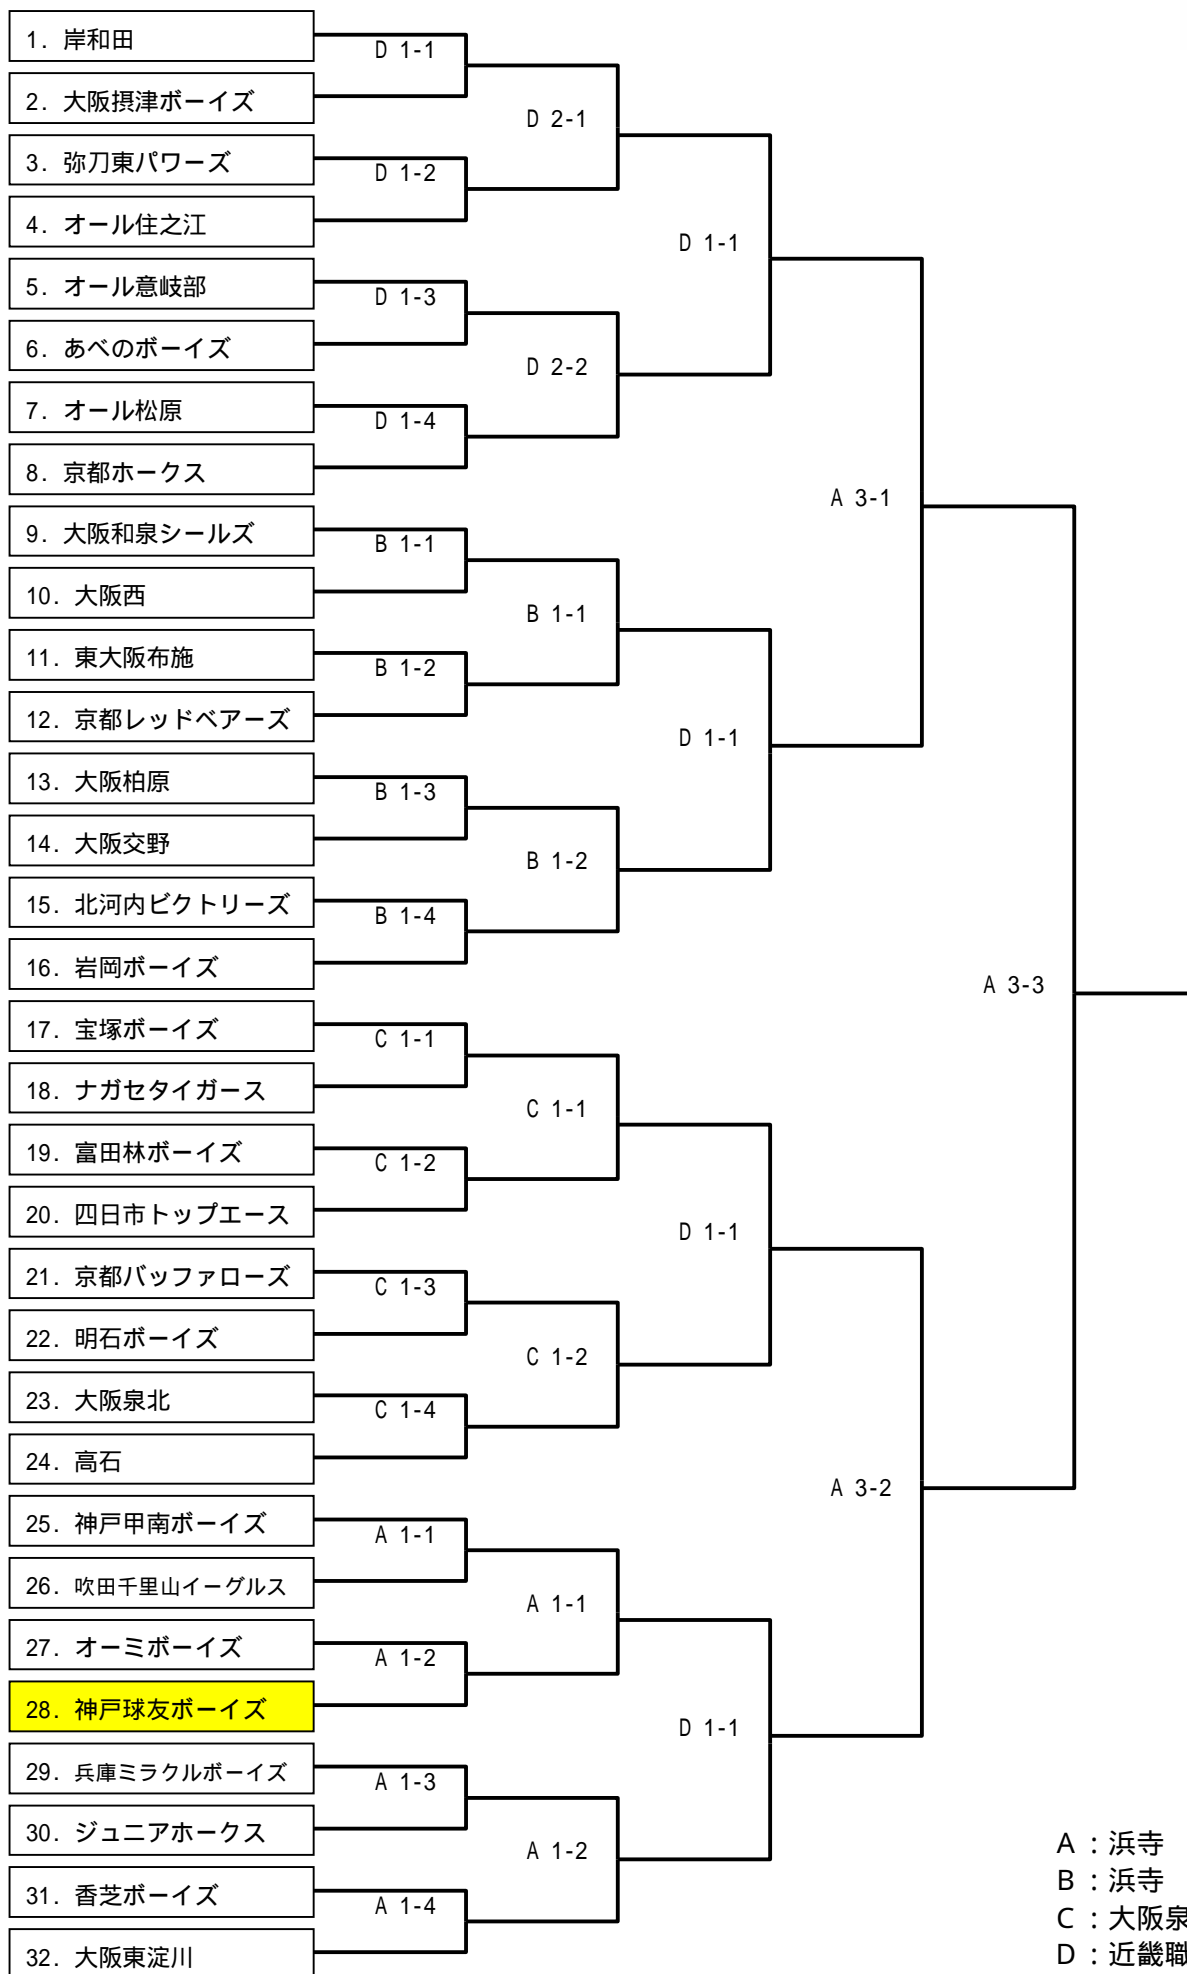 1. 岸和田
2. 大阪摂津ボーイズ
3. 弥刀東パワーズ
4. オール住之江
5. オール意岐部
6. あべのボーイズ
7. オール松原
8. 京都ホークス
9. 大阪和泉シールズ
10. 大阪西
11. 東大阪布施
12. 京都レッドベアーズ
13. 大阪柏原
14. 大阪交野
15. 北河内ビクトリーズ
16. 岩岡ボーイズ
17. 宝塚ボーイズ
18. ナガセタイガース
19. 富田林ボーイズ
20. 四日市トップエース
21. 京都バッファローズ
22. 明石ボーイズ
23. 大阪泉北
24. 高石
25. 神戸甲南ボーイズ
26. 吹田千里山イーグルス
27. オーミボーイズ
28. 神戸球友ボーイズ
29. 兵庫ミラクルボーイズ
30. ジュニアホークス
31. 香芝ボーイズ
32. 大阪東淀川
D 1-1
D 1-2
D 1-3
D 1-4
B 1-1
B 1-2
B 1-3
B 1-4
C 1-1
C 1-2
C 1-3
C 1-4
A 1-1
A 1-2
A 1-3
A 1-4
D 2-1
D 2-2
B 1-1
B 1-2
C 1-1
C 1-2
A 1-1
A 1-2
D 1-1
D 1-1
D 1-1
D 1-1
A 3-1
A 3-2
A 3-3
A：浜寺
B：浜寺
C：大阪泉
D：近畿職